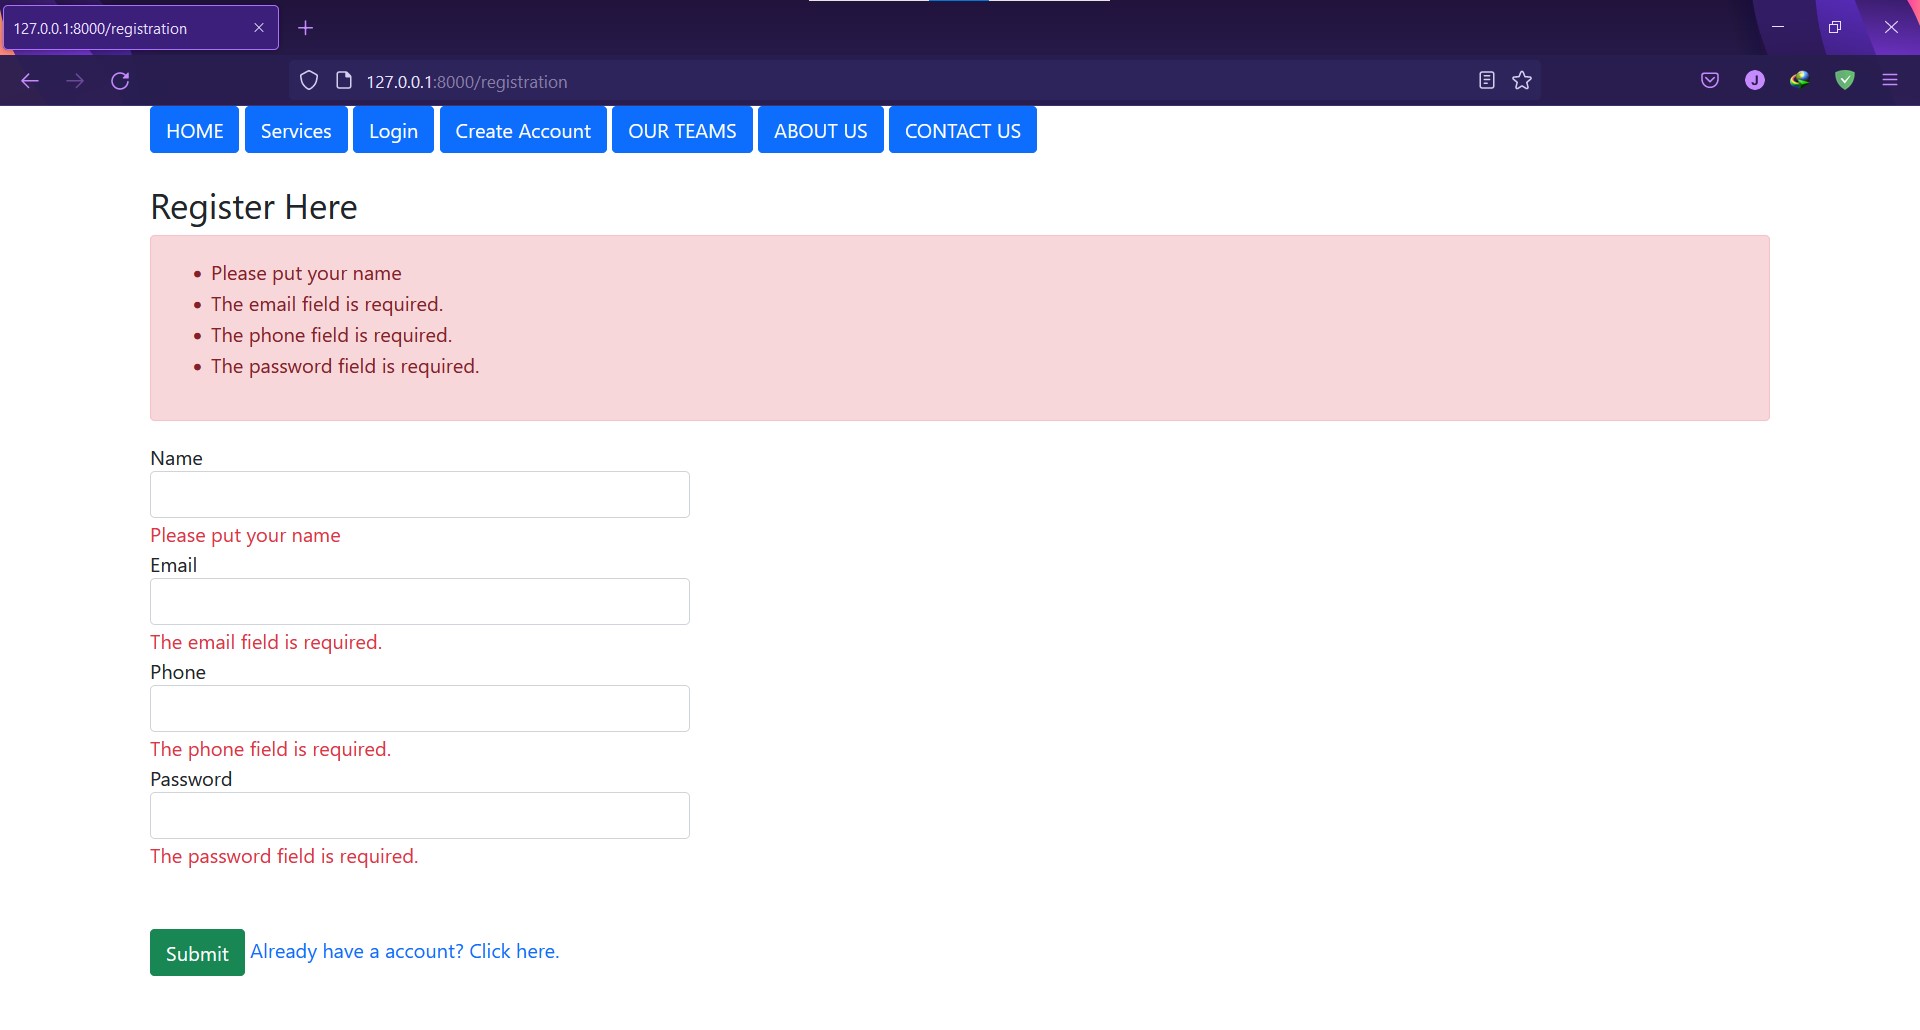 127.0.0.1:8000/registration
127.0.0.1:8000/registration
J
HOME Services Login Create Account OUR TEAMS ABOUT US CONTACT US
Register Here
Please put your name
The email field is required.
The phone field is required.
The password field is required.
Name
Please put your name
Email
The email field is required.
Phone
The phone field is required.
Password
The password field is required.
Submit Already have a account? Click here.